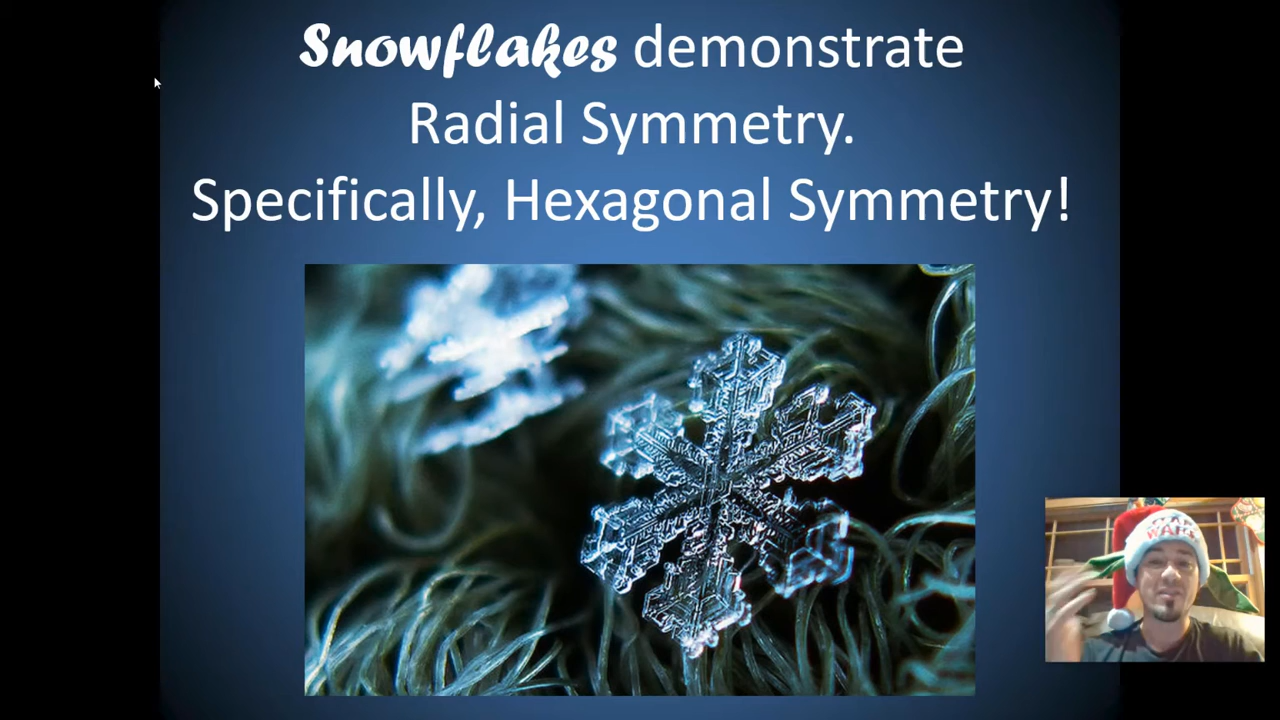 Snowflakes demonstrate
Radial Symmetry.
Specifically, Hexagonal Symmetry!